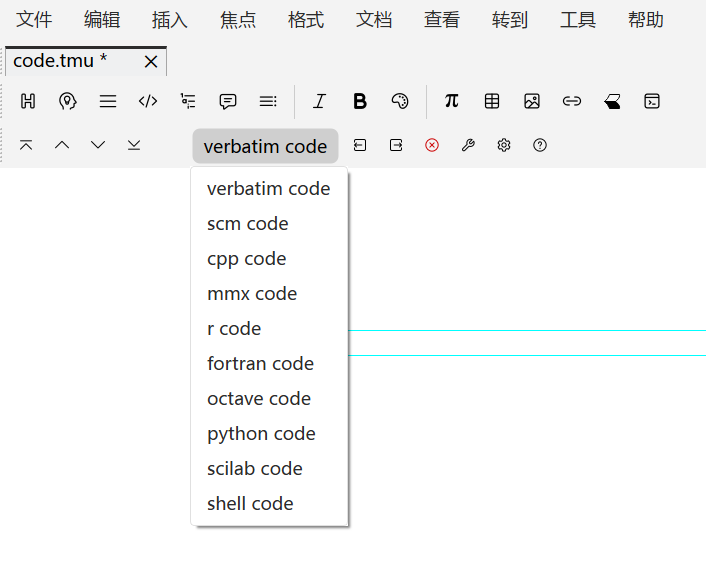 文件 编辑 插入 焦点 格式 文档 查看 转到 工具 帮助
code.tmu *
verbatim code
verbatim code
scm code
cpp code
mmx code
r code
fortran code
octave code
python code
scilab code
shell code